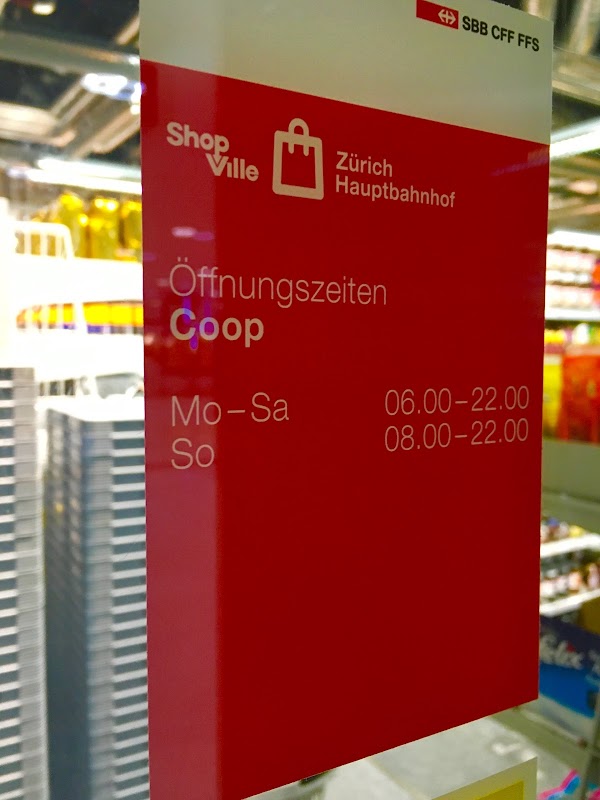 SBB CFF FFS
Shop Ville
Zürich
Hauptbahnhof
Öffnungszeiten
Coop
Mo – Sa 06.00 – 22.00
So 08.00 – 22.00